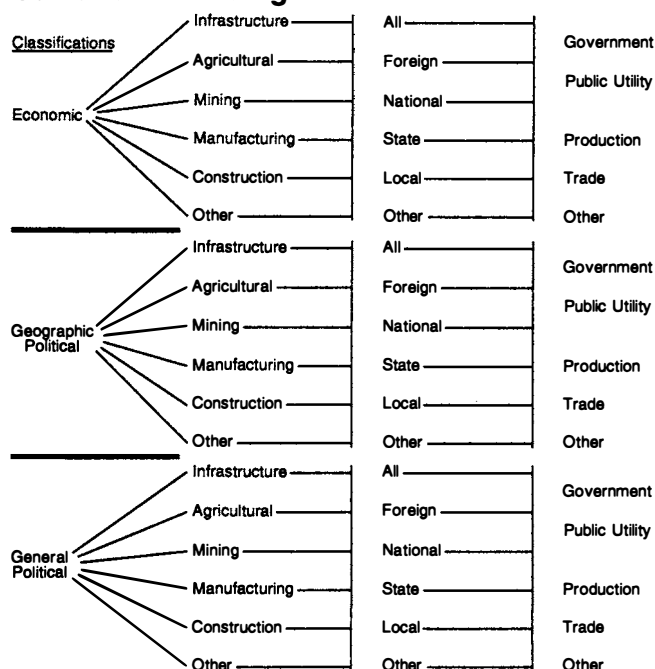 Classifications
Economic
Infrastructure
Agricultural
Mining
Manufacturing
Construction
Other
All
Foreign
National
State
Local
Other
Government
Public Utility
Production
Trade
Other
Geographic
Political
Infrastructure
Agricultural
Mining
Manufacturing
Construction
Other
All
Foreign
National
State
Local
Other
Government
Public Utility
Production
Trade
Other
General
Political
Infrastructure
Agricultural
Mining
Manufacturing
Construction
Other
All
Foreign
National
State
Local
Other
Government
Public Utility
Production
Trade
Other